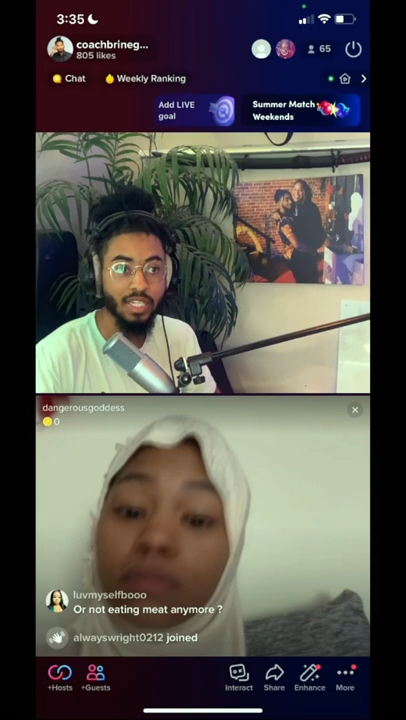 3:35
coachbrineg...
805 likes
65
Chat
Weekly Ranking
Add LIVE
goal
Summer Match
Weekends
dangerousgoddess
0
luvmyselfbooo
Or not eating meat anymore ?
alwayswright0212 joined
+Hosts
+Guests
Interact
Share
Enhance
More